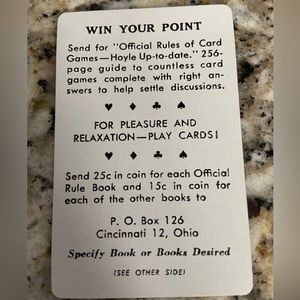 WIN YOUR POINT
Send for "Official Rules of Card
Games—Hoyle Up-to-date." 256-
page guide to countless card
games complete with right an-
swers to help settle discussions.
♥ ♦ ♣ ♠
FOR PLEASURE AND
RELAXATION—PLAY CARDS!
♥ ♦ ♣ ♠
Send 25c in coin for each Official
Rule Book and 15c in coin for
each of the other books to
P. O. Box 126
Cincinnati 12, Ohio
Specify Book or Books Desired
(SEE OTHER SIDE)